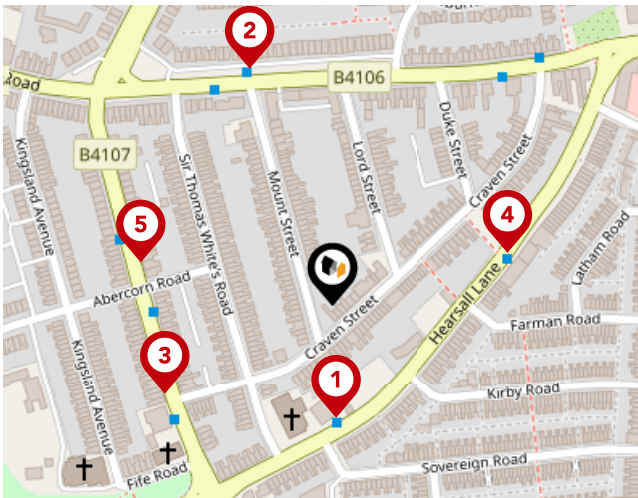 2
Road
B4106
B4107
Kingsland Avenue
Sir Thomas White's Road
Mount Street
Lord Street
Duke Street
Craven Street
5
4
Latham Road
Abercorn Road
Hearsall Lane
Craven Street
Farman Road
3
Kingsland Avenue
1
Kirby Road
Sovereign Road
Fife Road